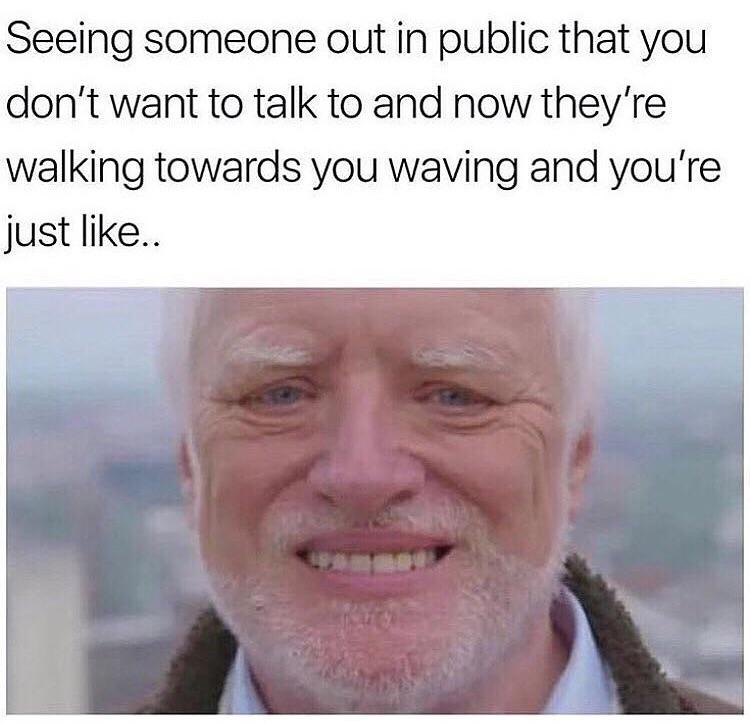 Seeing someone out in public that you
don't want to talk to and now they're
walking towards you waving and you're
just like..